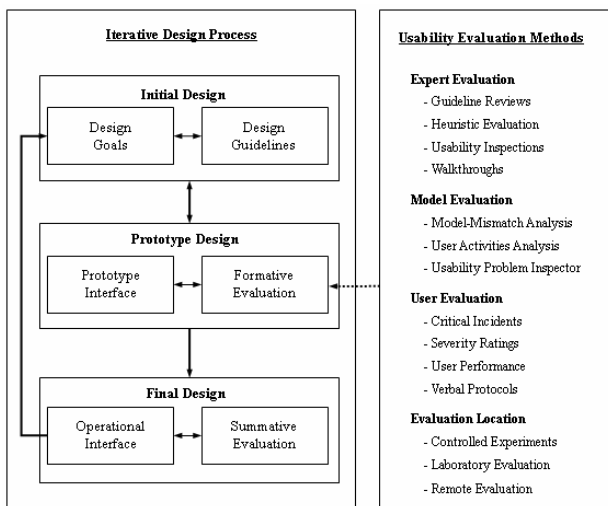 Iterative Design Process
Initial Design
Design
Goals
Design
Guidelines
Prototype Design
Prototype
Interface
Formative
Evaluation
Final Design
Operational
Interface
Summative
Evaluation
Usability Evaluation Methods
Expert Evaluation
- Guideline Reviews
- Heuristic Evaluation
- Usability Inspections
- Walkthroughs
Model Evaluation
- Model-Mismatch Analysis
- User Activities Analysis
- Usability Problem Inspector
User Evaluation
- Critical Incidents
- Severity Ratings
- User Performance
- Verbal Protocols
Evaluation Location
- Controlled Experiments
- Laboratory Evaluation
- Remote Evaluation